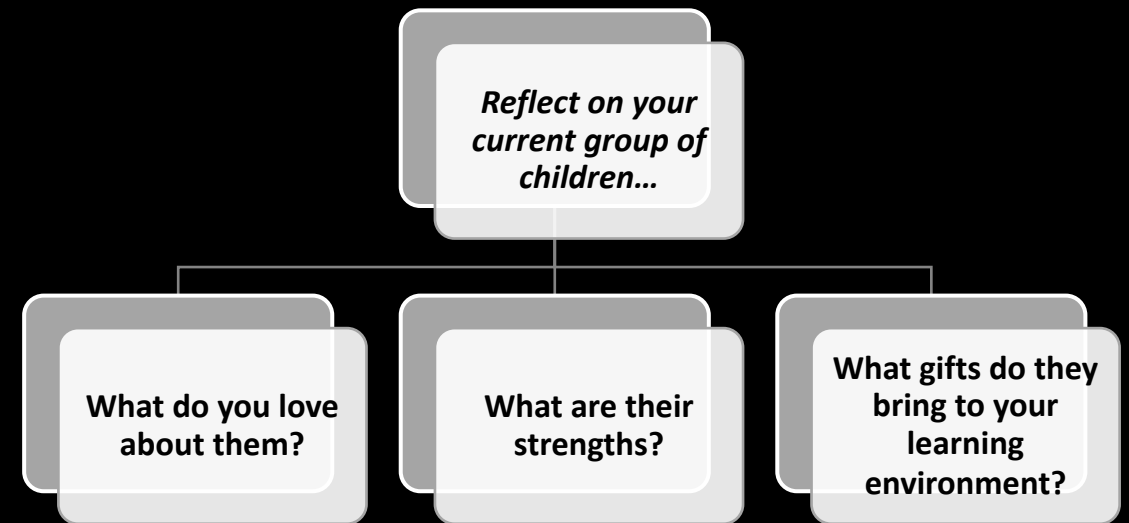 Reflect on your
current group of
children…
What do you love
about them?
What are their
strengths?
What gifts do they
bring to your
learning
environment?